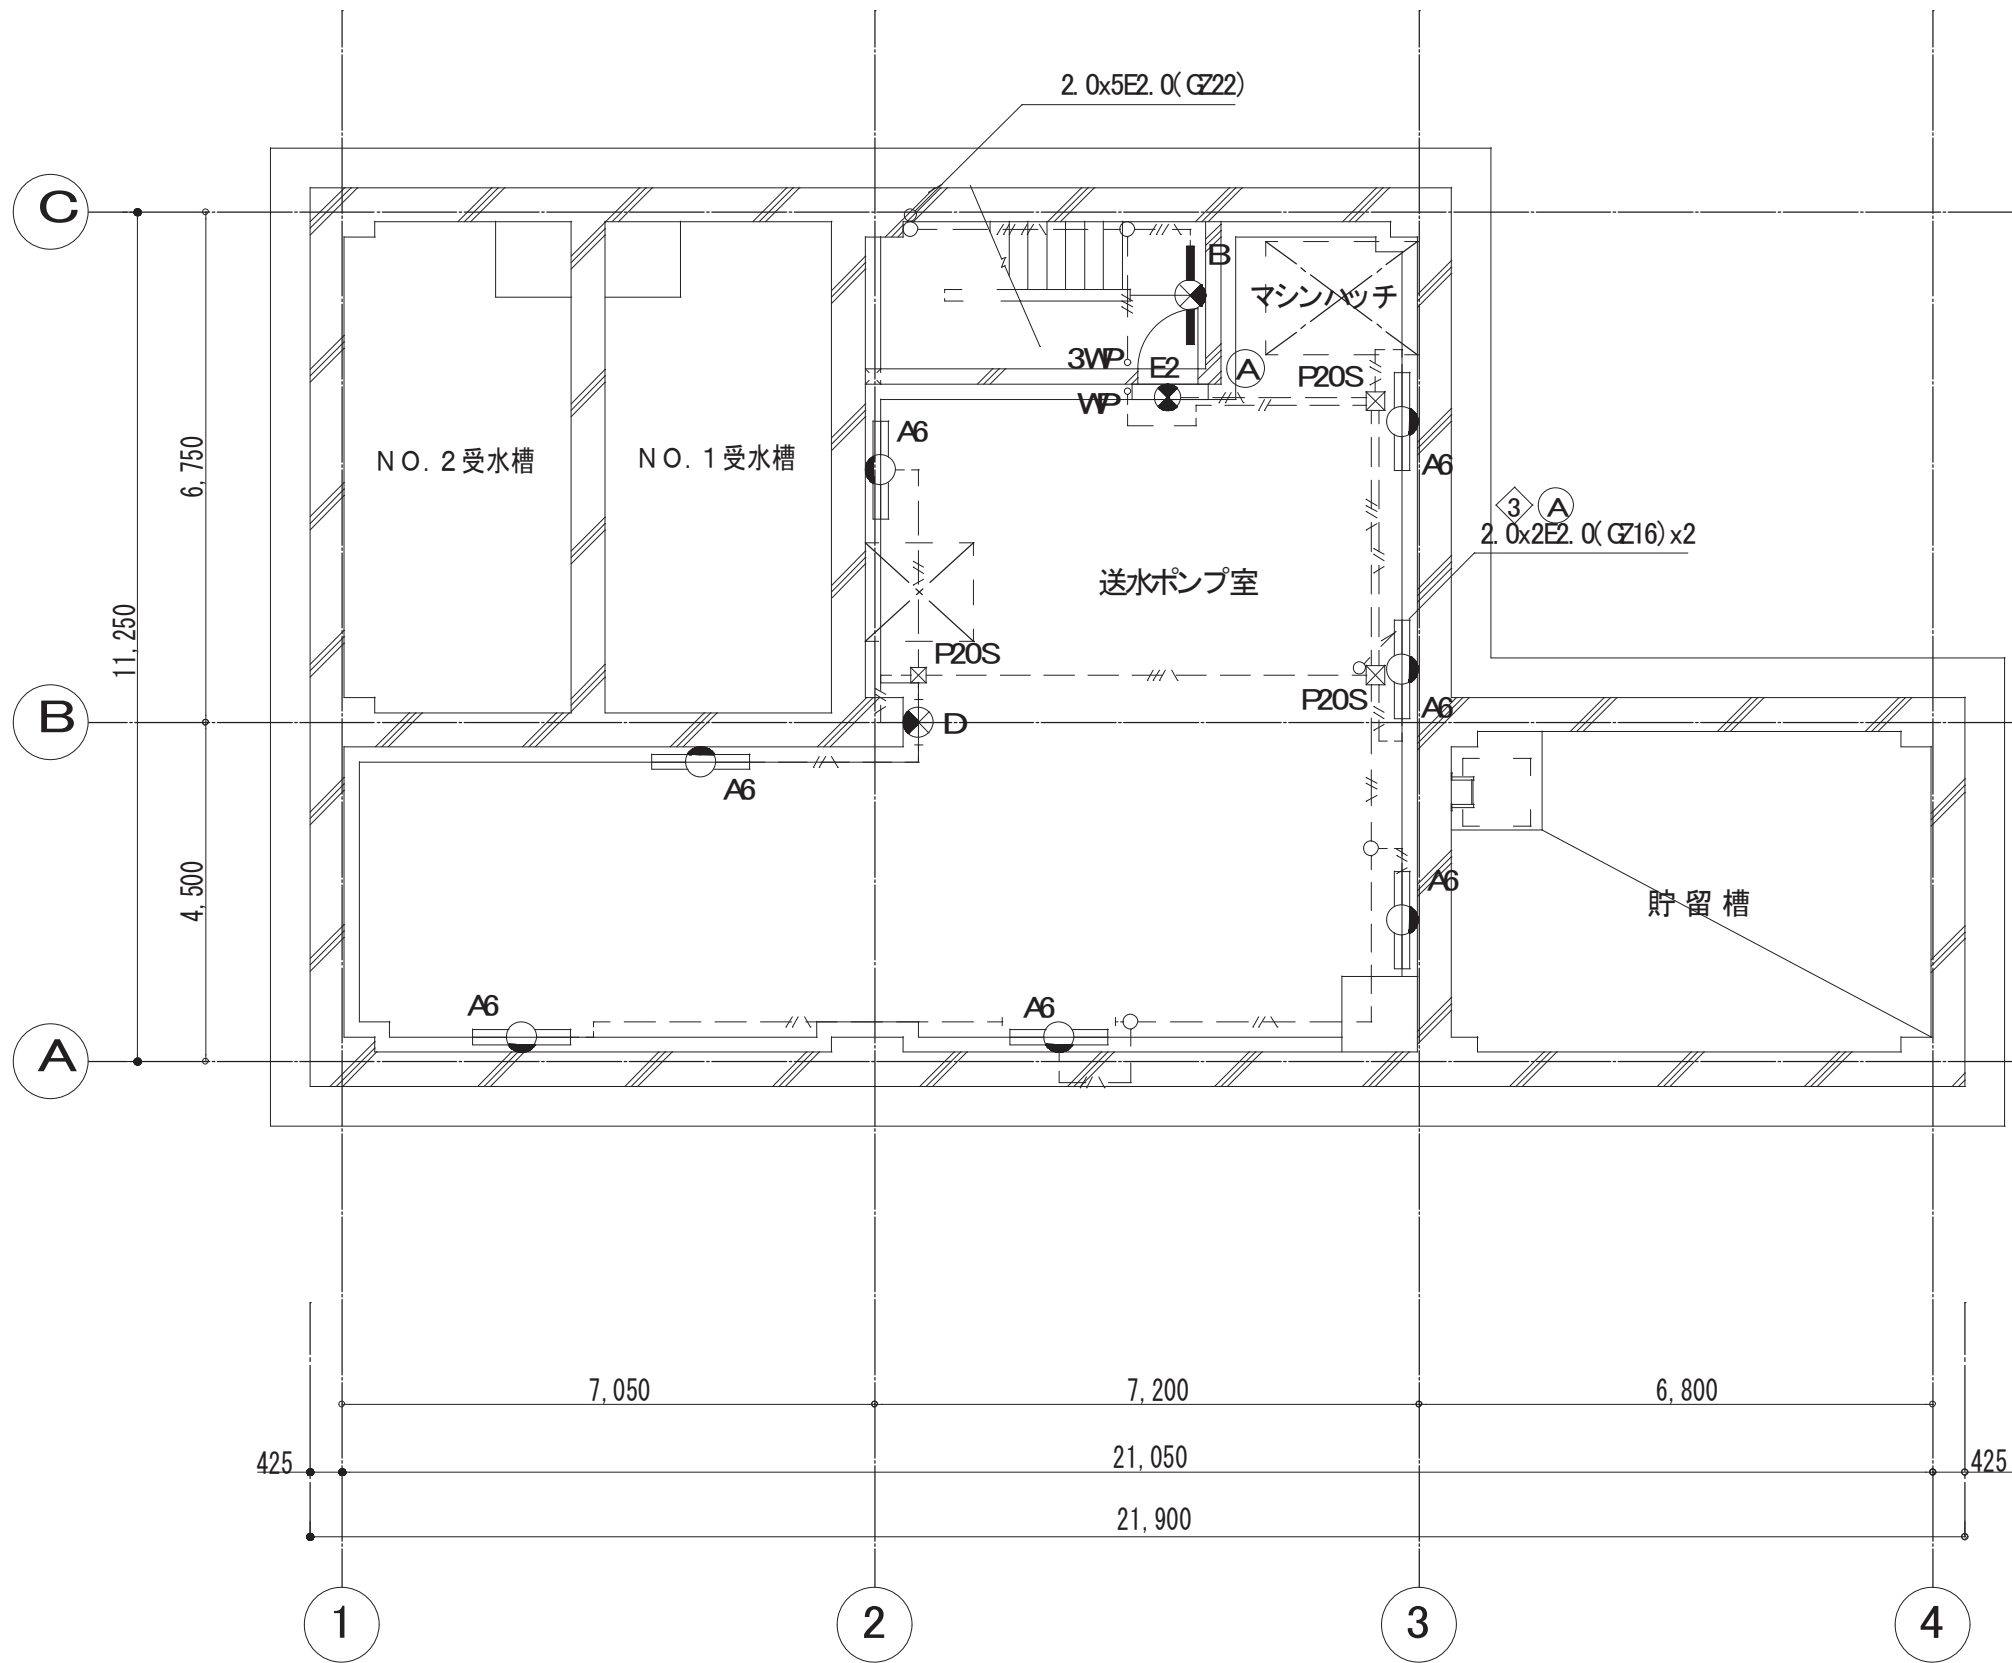 2.0x5E2.0(GZ22)
C
B
マシンハッチ
3WP
E2
A
P20S
WP
A6
NO.2受水槽
NO.1受水槽
A6
3
A
2.0x2E2.0(GZ16)x2
6,750
送水ポンプ室
11,250
P20S
P20S
A6
B
D
A6
A6
4,500
貯留槽
A6
A6
A
7,050
7,200
6,800
425
21,050
425
21,900
1
2
3
4